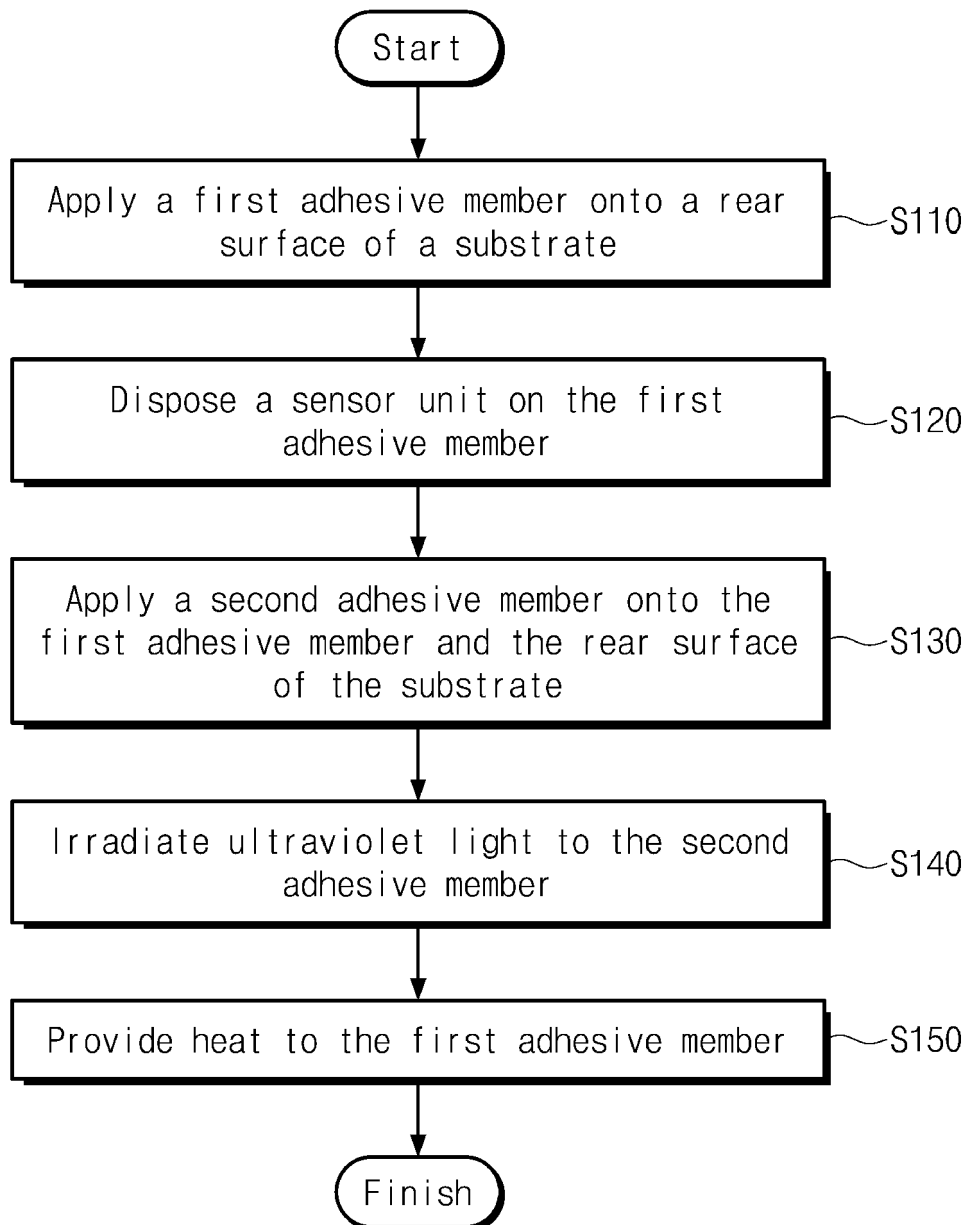 Start
Apply a first adhesive member onto a rear
surface of a substrate
S110
Dispose a sensor unit on the first
adhesive member
S120
Apply a second adhesive member onto the
first adhesive member and the rear surface
of the substrate
S130
Irradiate ultraviolet light to the second
adhesive member
S140
Provide heat to the first adhesive member
S150
Finish